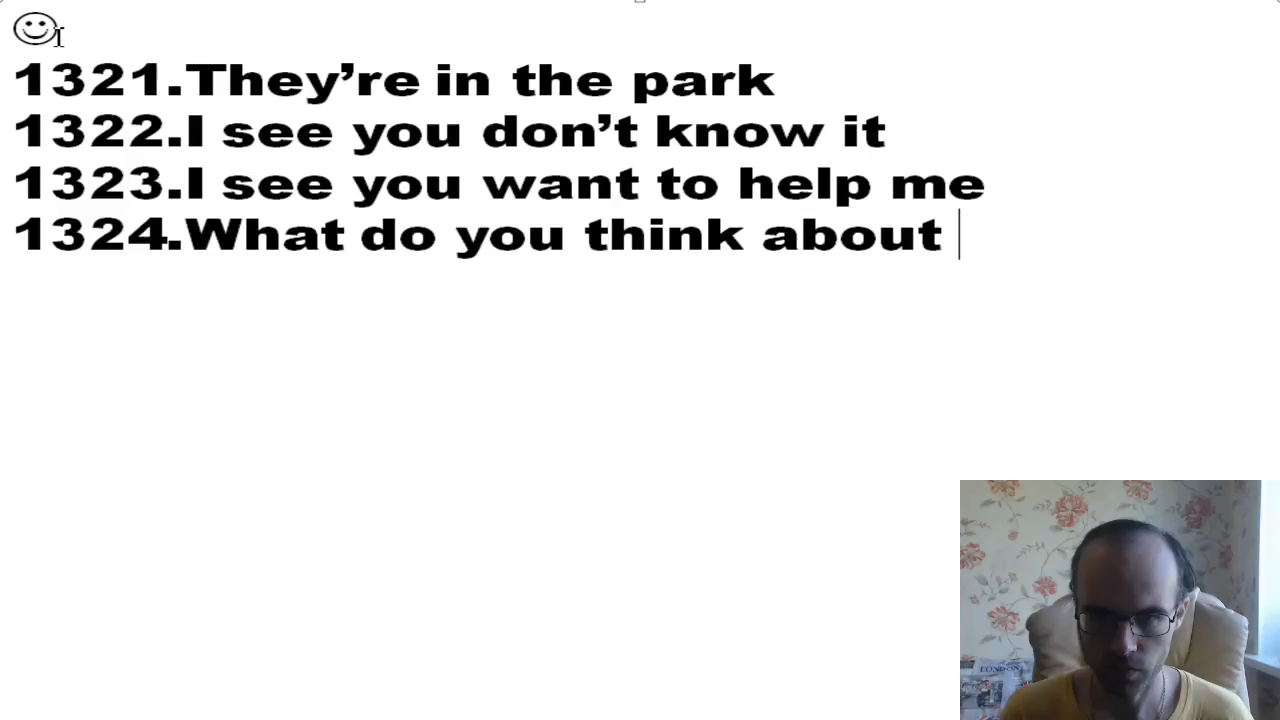 1321.They’re in the park
1322.I see you don’t know it
1323.I see you want to help me
1324.What do you think about
LONDON